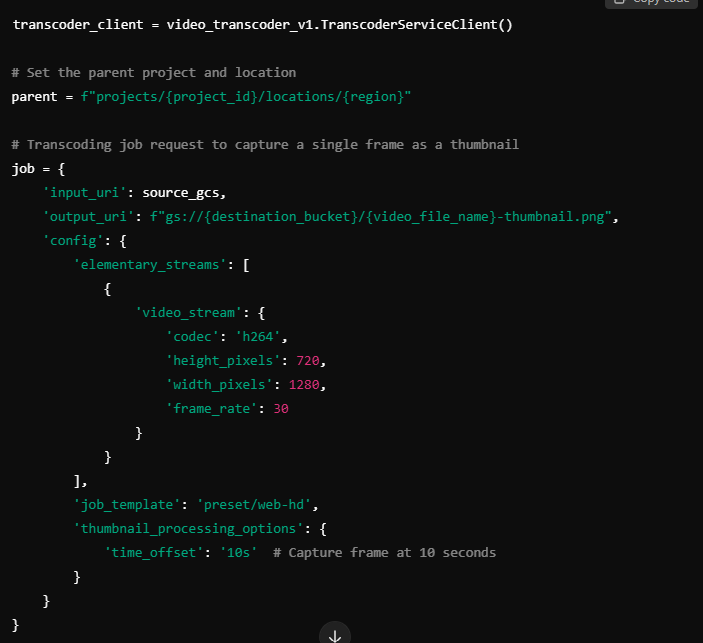 Copy code
transcoder_client = video_transcoder_v1.TranscoderServiceClient()
# Set the parent project and location
parent = f"projects/{project_id}/locations/{region}"
# Transcoding job request to capture a single frame as a thumbnail
job = {
    'input_uri': source_gcs,
    'output_uri': f"gs://{destination_bucket}/{video_file_name}-thumbnail.png",
    'config': {
        'elementary_streams': [
            {
                'video_stream': {
                    'codec': 'h264',
                    'height_pixels': 720,
                    'width_pixels': 1280,
                    'frame_rate': 30
                }
            }
        ],
        'job_template': 'preset/web-hd',
        'thumbnail_processing_options': {
            'time_offset': '10s'  # Capture frame at 10 seconds
        }
    }
}